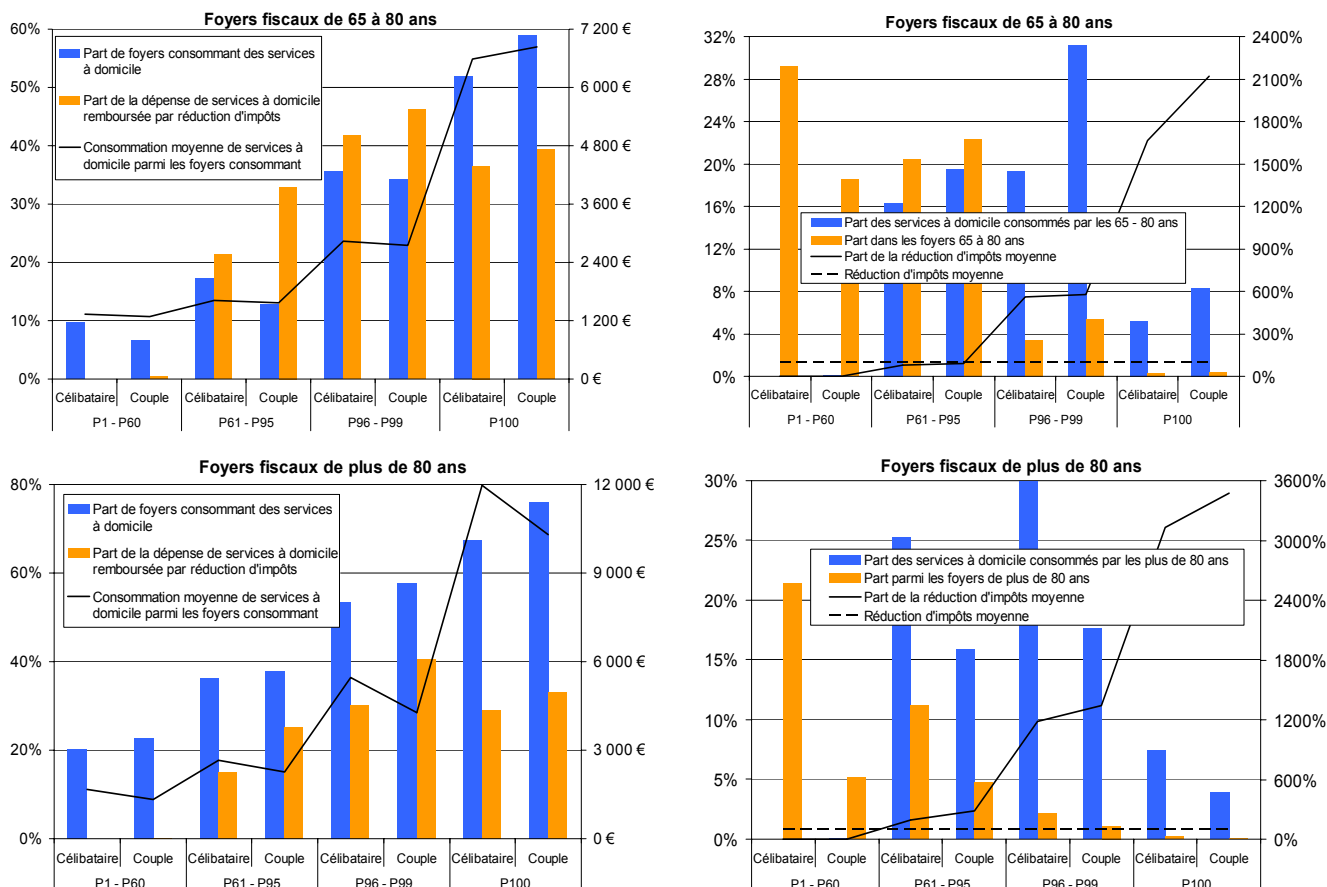 Foyers fiscaux de 65 à 80 ans
60%
50%
40%
30%
20%
10%
0%
7 200 €
6 000 €
4 800 €
3 600 €
2 400 €
1 200 €
0 €
Part de foyers consommant des services
à domicile
Part de la dépense de services à domicile
remboursée par réduction d'impôts
Consommation moyenne de services à
domicile parmi les foyers consommant
Célibataire Couple Célibataire Couple Célibataire Couple Célibataire Couple
P1 - P60 P61 - P95 P96 - P99 P100
Foyers fiscaux de 65 à 80 ans
32%
28%
24%
20%
16%
12%
8%
4%
0%
2400%
2100%
1800%
1500%
1200%
900%
600%
300%
0%
Part des services à domicile consommés par les 65 - 80 ans
Part dans les foyers 65 à 80 ans
Part de la réduction d'impôts moyenne
Réduction d'impôts moyenne
Célibataire Couple Célibataire Couple Célibataire Couple Célibataire Couple
P1 - P60 P61 - P95 P96 - P99 P100
Foyers fiscaux de plus de 80 ans
80%
60%
40%
20%
0%
12 000 €
9 000 €
6 000 €
3 000 €
0 €
Part de foyers consommant des services
à domicile
Part de la dépense de services à domicile
remboursée par réduction d'impôts
Consommation moyenne de services à
domicile parmi les foyers consommant
Célibataire Couple Célibataire Couple Célibataire Couple Célibataire Couple
P1 - P60 P61 - P95 P96 - P99 P100
Foyers fiscaux de plus de 80 ans
30%
25%
20%
15%
10%
5%
0%
3600%
3000%
2400%
1800%
1200%
600%
0%
Part des services à domicile consommés par les plus de 80 ans
Part parmi les foyers de plus de 80 ans
Part de la réduction d'impôts moyenne
Réduction d'impôts moyenne
Célibataire Couple Célibataire Couple Célibataire Couple Célibataire Couple
P1 - P60 P61 - P95 P96 - P99 P100